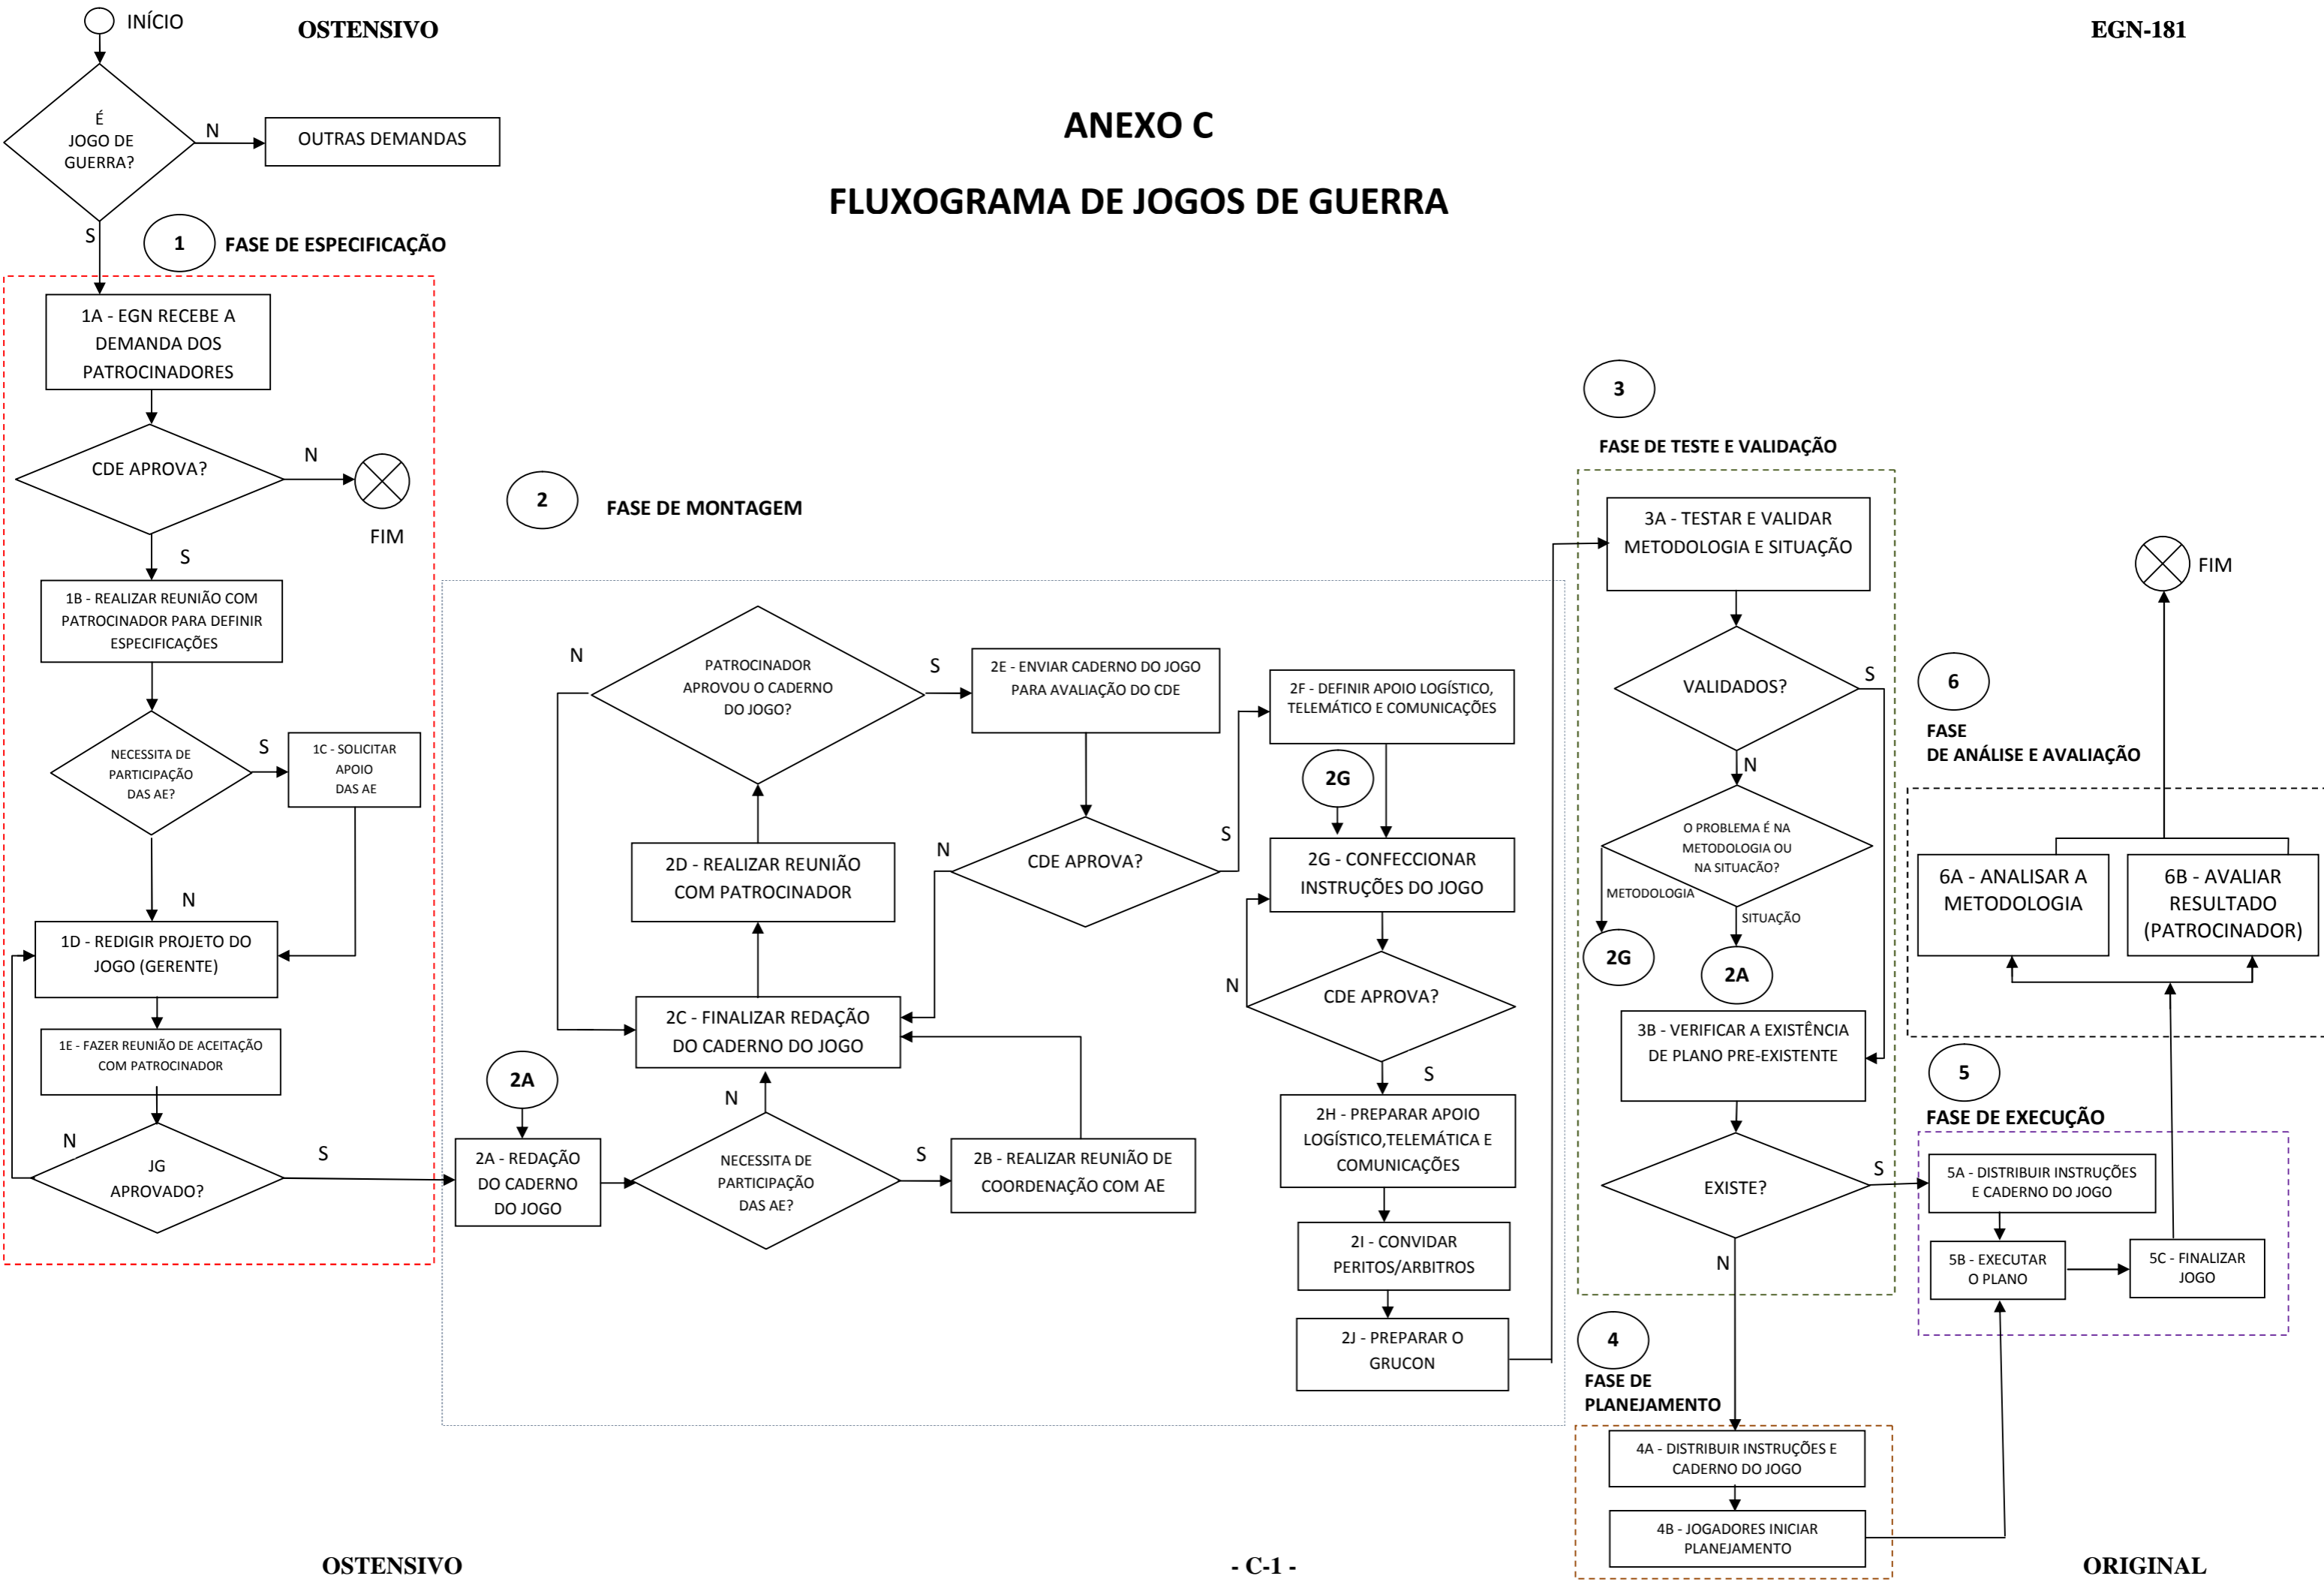 INÍCIO
OSTENSIVO
EGN-181
ANEXO C
FLUXOGRAMA DE JOGOS DE GUERRA
É
JOGO DE
GUERRA?
N
OUTRAS DEMANDAS
S
1
FASE DE ESPECIFICAÇÃO
1A - EGN RECEBE A
DEMANDA DOS
PATROCINADORES
CDE APROVA?
N
FIM
S
1B - REALIZAR REUNIÃO COM
PATROCINADOR PARA DEFINIR
ESPECIFICAÇÕES
NECESSITA DE
PARTICIPAÇÃO
DAS AE?
S
1C - SOLICITAR
APOIO
DAS AE
N
1D - REDIGIR PROJETO DO
JOGO (GERENTE)
1E - FAZER REUNIÃO DE ACEITAÇÃO
COM PATROCINADOR
N
JG
APROVADO?
S
2
FASE DE MONTAGEM
N
PATROCINADOR
APROVOU O CADERNO
DO JOGO?
S
2E - ENVIAR CADERNO DO JOGO
PARA AVALIAÇÃO DO CDE
2F - DEFINIR APOIO LOGÍSTICO,
TELEMÁTICO E COMUNICAÇÕES
2G
2D - REALIZAR REUNIÃO
COM PATROCINADOR
N
CDE APROVA?
S
2G - CONFECCIONAR
INSTRUÇÕES DO JOGO
2C - FINALIZAR REDAÇÃO
DO CADERNO DO JOGO
N
CDE APROVA?
S
2A
N
2A - REDAÇÃO
DO CADERNO
DO JOGO
NECESSITA DE
PARTICIPAÇÃO
DAS AE?
S
2B - REALIZAR REUNIÃO DE
COORDENAÇÃO COM AE
2H - PREPARAR APOIO
LOGÍSTICO,TELEMÁTICA E
COMUNICAÇÕES
2I - CONVIDAR
PERITOS/ARBITROS
2J - PREPARAR O
GRUCON
3
FASE DE TESTE E VALIDAÇÃO
3A - TESTAR E VALIDAR
METODOLOGIA E SITUAÇÃO
VALIDADOS?
S
N
O PROBLEMA É NA
METODOLOGIA OU
NA SITUAÇÃO?
METODOLOGIA
SITUAÇÃO
2G
2A
3B - VERIFICAR A EXISTÊNCIA
DE PLANO PRE-EXISTENTE
EXISTE?
S
N
4
FASE DE
PLANEJAMENTO
4A - DISTRIBUIR INSTRUÇÕES E
CADERNO DO JOGO
4B - JOGADORES INICIAR
PLANEJAMENTO
5
FASE DE EXECUÇÃO
5A - DISTRIBUIR INSTRUÇÕES
E CADERNO DO JOGO
5B - EXECUTAR
O PLANO
5C - FINALIZAR
JOGO
6
FASE
DE ANÁLISE E AVALIAÇÃO
6A - ANALISAR A
METODOLOGIA
6B - AVALIAR
RESULTADO
(PATROCINADOR)
FIM
OSTENSIVO
- C-1 -
ORIGINAL